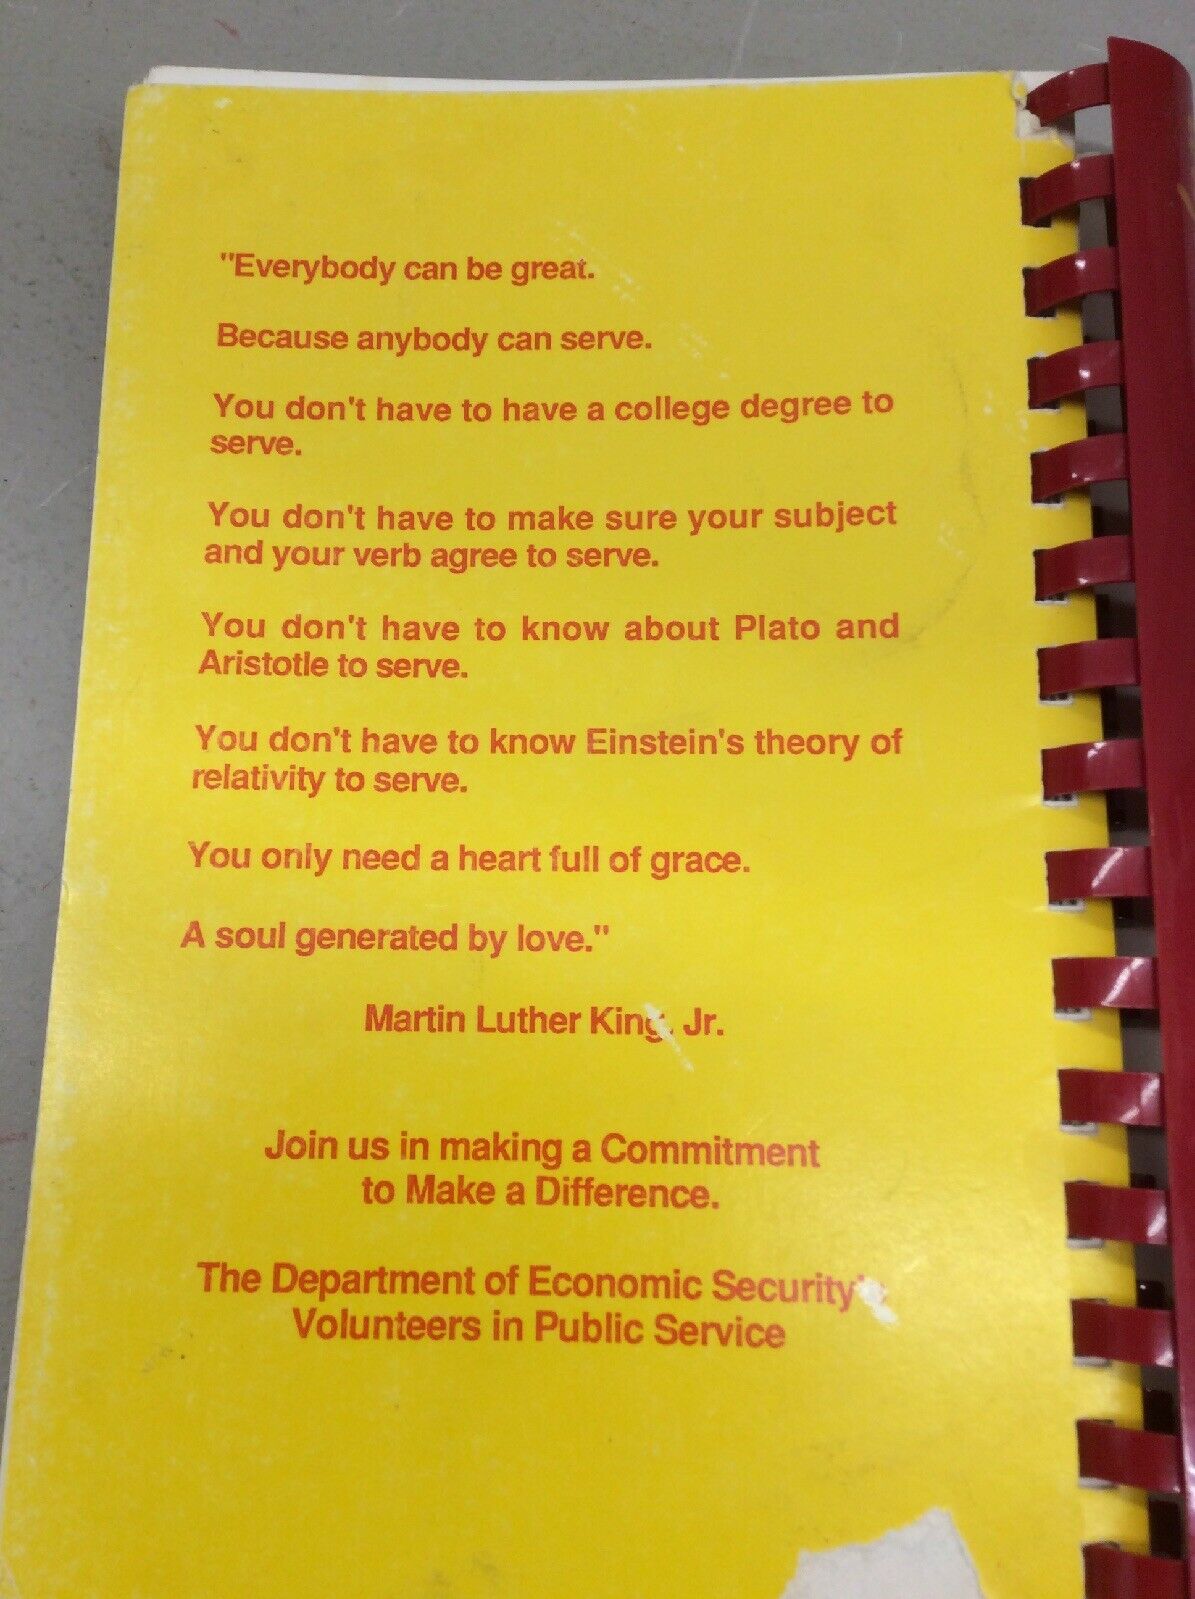 "Everybody can be great.
Because anybody can serve.
You don't have to have a college degree to
serve.
You don't have to make sure your subject
and your verb agree to serve.
You don't have to know about Plato and
Aristotle to serve.
You don't have to know Einstein's theory of
relativity to serve.
You only need a heart full of grace.
A soul generated by love."
Martin Luther King, Jr.
Join us in making a Commitment
to Make a Difference.
The Department of Economic Security's
Volunteers in Public Service